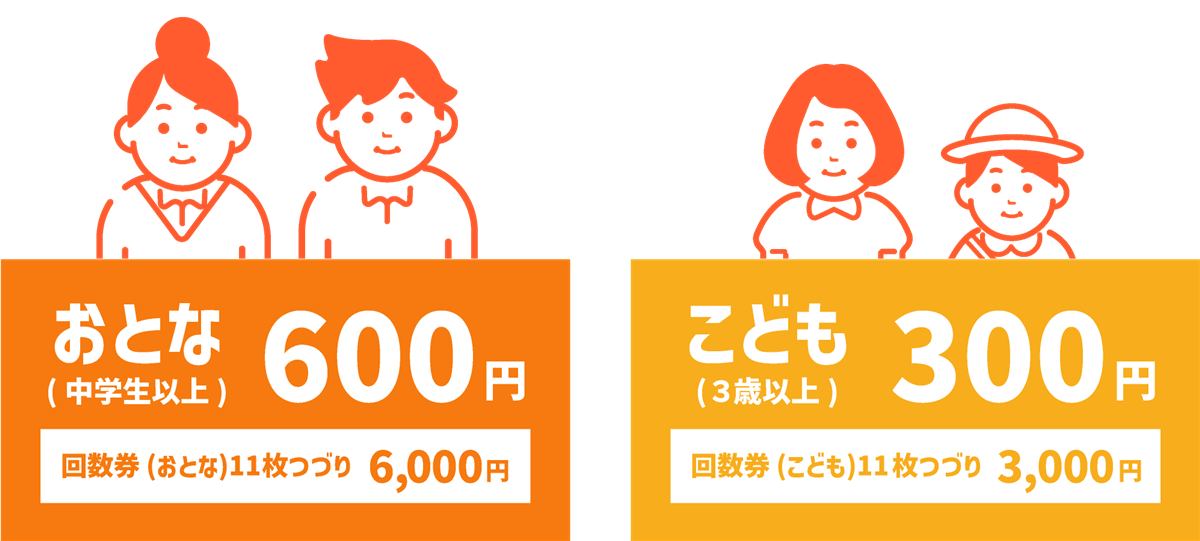 おとな
(中学生以上)
600円
回数券(おとな)11枚つづり 6,000円
こども
(3歳以上)
300円
回数券(こども)11枚つづり 3,000円